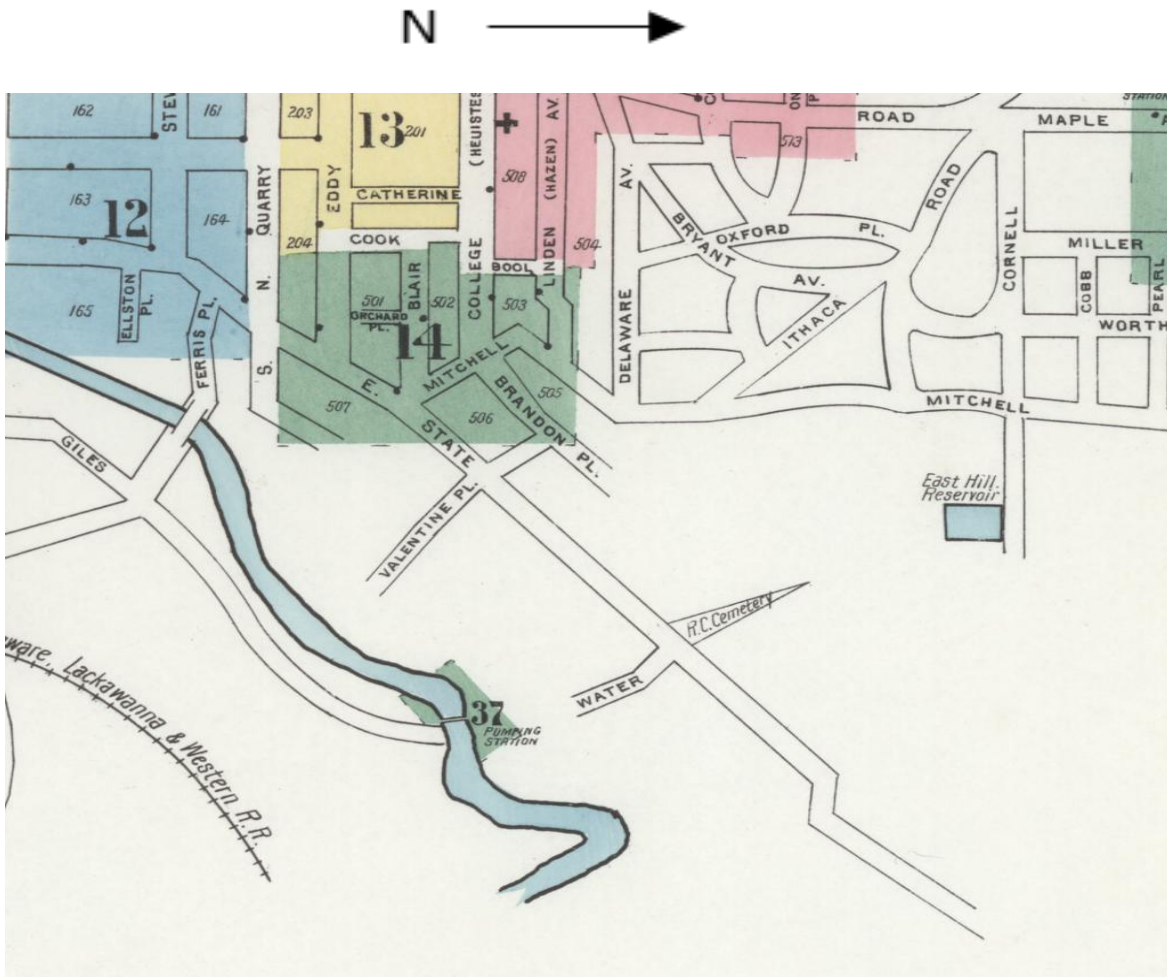 N
162
STEW
161
203
13
201
(HEUISTES
LINDEN (HAZEN) AV.
508
513
ROAD
MAPLE
STATION
163
12
164
QUARRY
EDDY
CATHERINE
204
COOK
COLLEGE
BOOL
504
AV.
BRYANT
OXFORD
PL.
AV.
ROAD
CORNELL
MILLER
COBB
PEARL
WORTH
165
ELLSTON
PL.
FERRIS PL.
N.
S.
501
BLAIR
502
503
ORCHARD
PL.
14
MITCHELL
DELAWARE
ITHACA
MITCHELL
507
E.
STATE
506
505
BRANDON
PL.
GILES
VALENTINE PL.
East Hill
Reservoir
R.C.Cemetery
WATER
37
PUMPING
STATION
ware, Lackawanna & Western R.R.